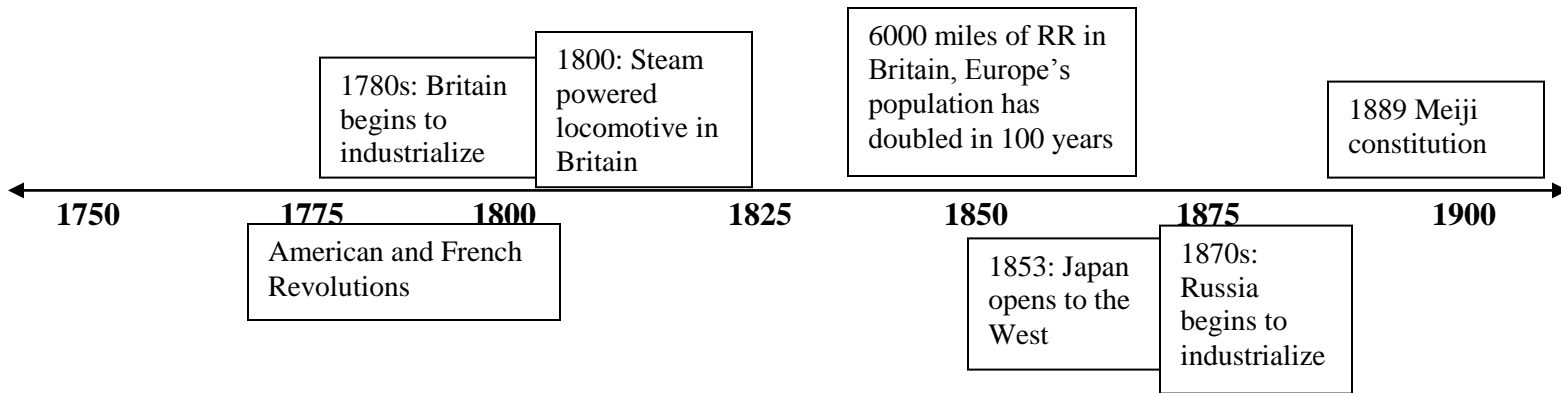 1780s: Britain
begins to
industrialize
1800: Steam
powered
locomotive in
Britain
6000 miles of RR in
Britain, Europe’s
population has
doubled in 100 years
1889 Meiji
constitution
1750 1775 1800 1825 1850 1875 1900
American and French
Revolutions
1853: Japan
opens to the
West
1870s:
Russia
begins to
industrialize